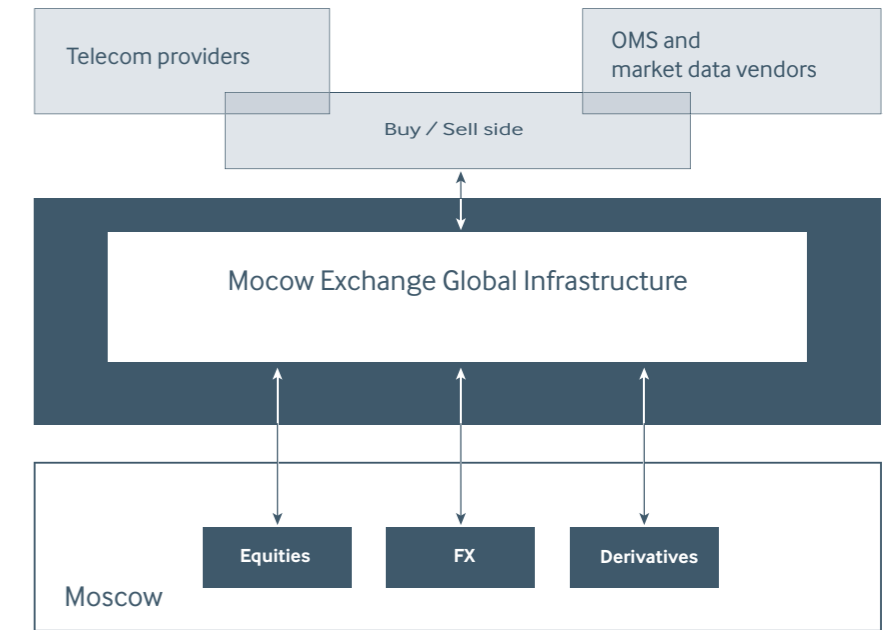 Telecom providers
OMS and
market data vendors
Buy / Sell side
Mocow Exchange Global Infrastructure
Equities
FX
Derivatives
Moscow